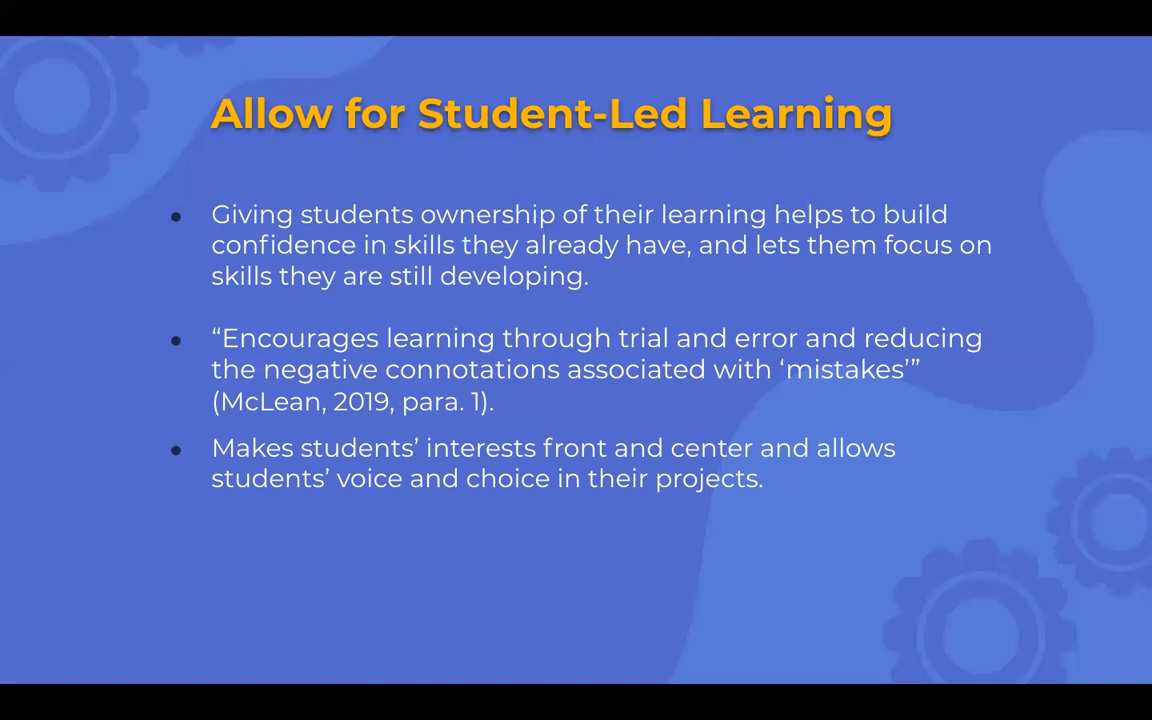 Allow for Student-Led Learning
● Giving students ownership of their learning helps to build
confidence in skills they already have, and lets them focus on
skills they are still developing.
● “Encourages learning through trial and error and reducing
the negative connotations associated with ‘mistakes’”
(McLean, 2019, para. 1).
● Makes students’ interests front and center and allows
students’ voice and choice in their projects.